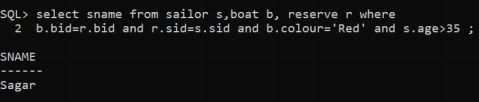 SQL> select sname from sailor s,boat b, reserve r where
2 b.bid=r.bid and r.sid=s.sid and b.colour='Red' and s.age>35 ;
SNAME
------
Sagar